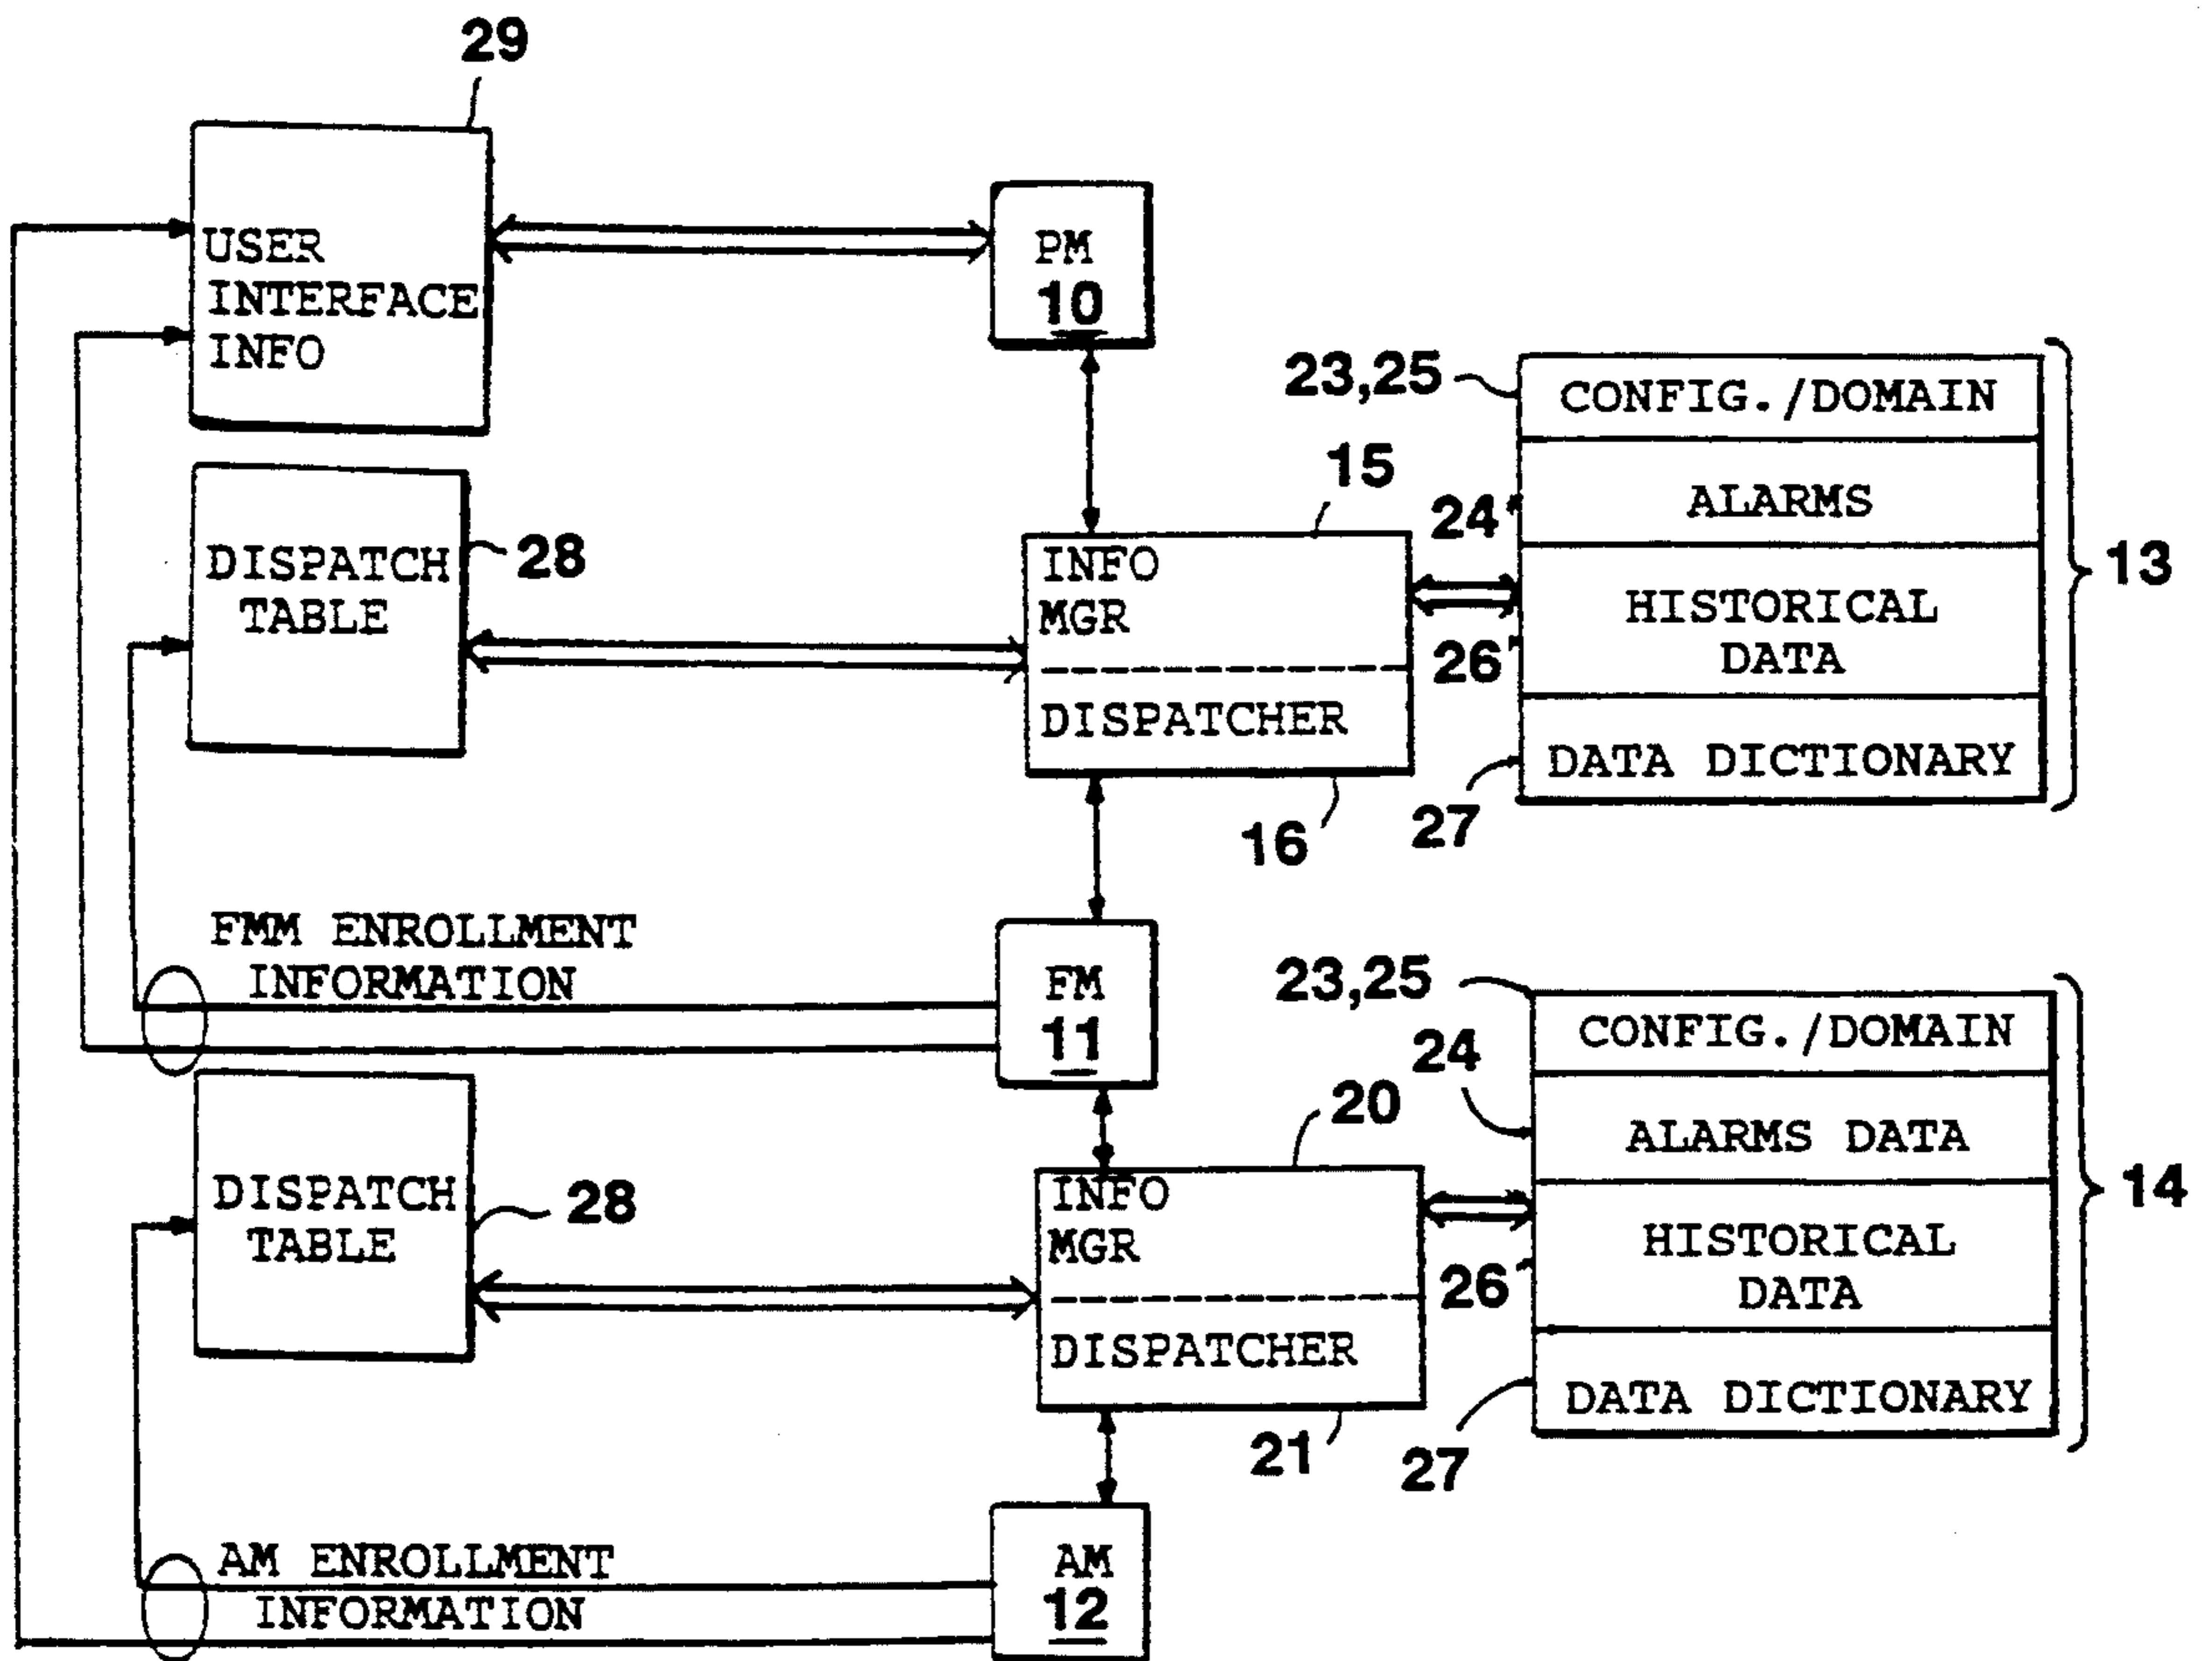 29
USER
INTERFACE
INFO
PM
10
23,25
CONFIG./DOMAIN
15
24
ALARMS
13
DISPATCH
TABLE
28
INFO
MGR
DISPATCHER
26
HISTORICAL
DATA
16
27
DATA DICTIONARY
FMM ENROLLMENT
INFORMATION
FM
11
23,25
CONFIG./DOMAIN
24
20
ALARMS DATA
14
DISPATCH
TABLE
28
INFO
MGR
DISPATCHER
26
HISTORICAL
DATA
21
27
DATA DICTIONARY
AM ENROLLMENT
INFORMATION
AM
12